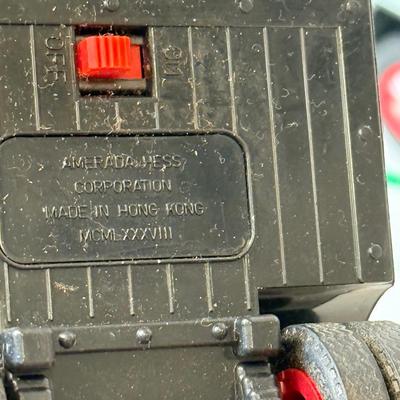 OFF
ON
AMERADA HESS
CORPORATION
MADE IN HONG KONG
MCMLXXXVIII